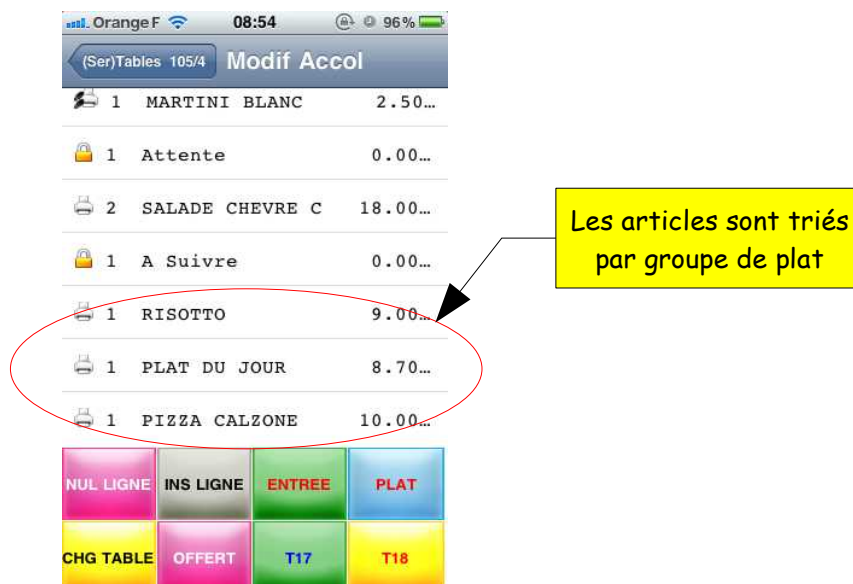 Orange F 08:54 96%
(Ser)Tables 105/4 Modif Accol
1 MARTINI BLANC 2.50…
1 Attente 0.00…
2 SALADE CHEVRE C 18.00…
1 A Suivre 0.00…
1 RISOTTO 9.00…
1 PLAT DU JOUR 8.70…
1 PIZZA CALZONE 10.00…
Les articles sont triés
par groupe de plat
NUL LIGNE INS LIGNE ENTREE PLAT
CHG TABLE OFFERT T17 T18